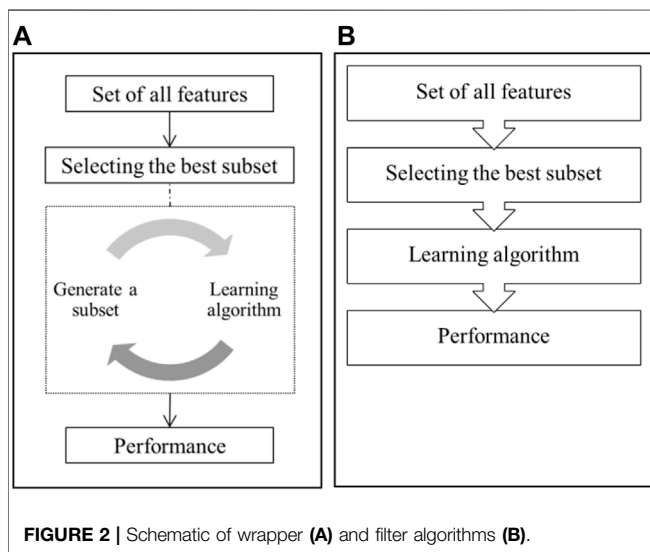 A
Set of all features
Selecting the best subset
Generate a
subset
Learning
algorithm
Performance
B
Set of all features
Selecting the best subset
Learning algorithm
Performance
FIGURE 2 | Schematic of wrapper (A) and filter algorithms (B).